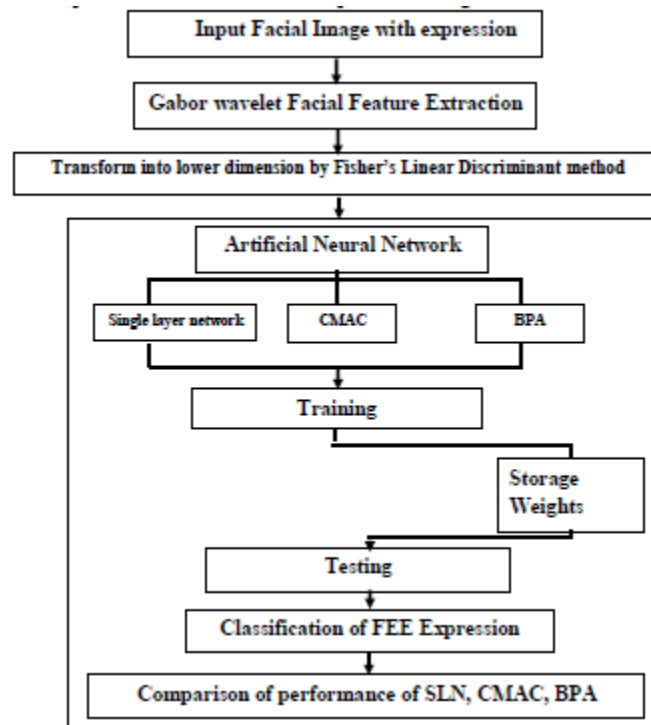 Input Facial Image with expression
Gabor wavelet Facial Feature Extraction
Transform into lower dimension by Fisher's Linear Discriminant method
Artificial Neural Network
Single layer network
CMAC
BPA
Training
Storage
Weights
Testing
Classification of FEE Expression
Comparison of performance of SLN, CMAC, BPA